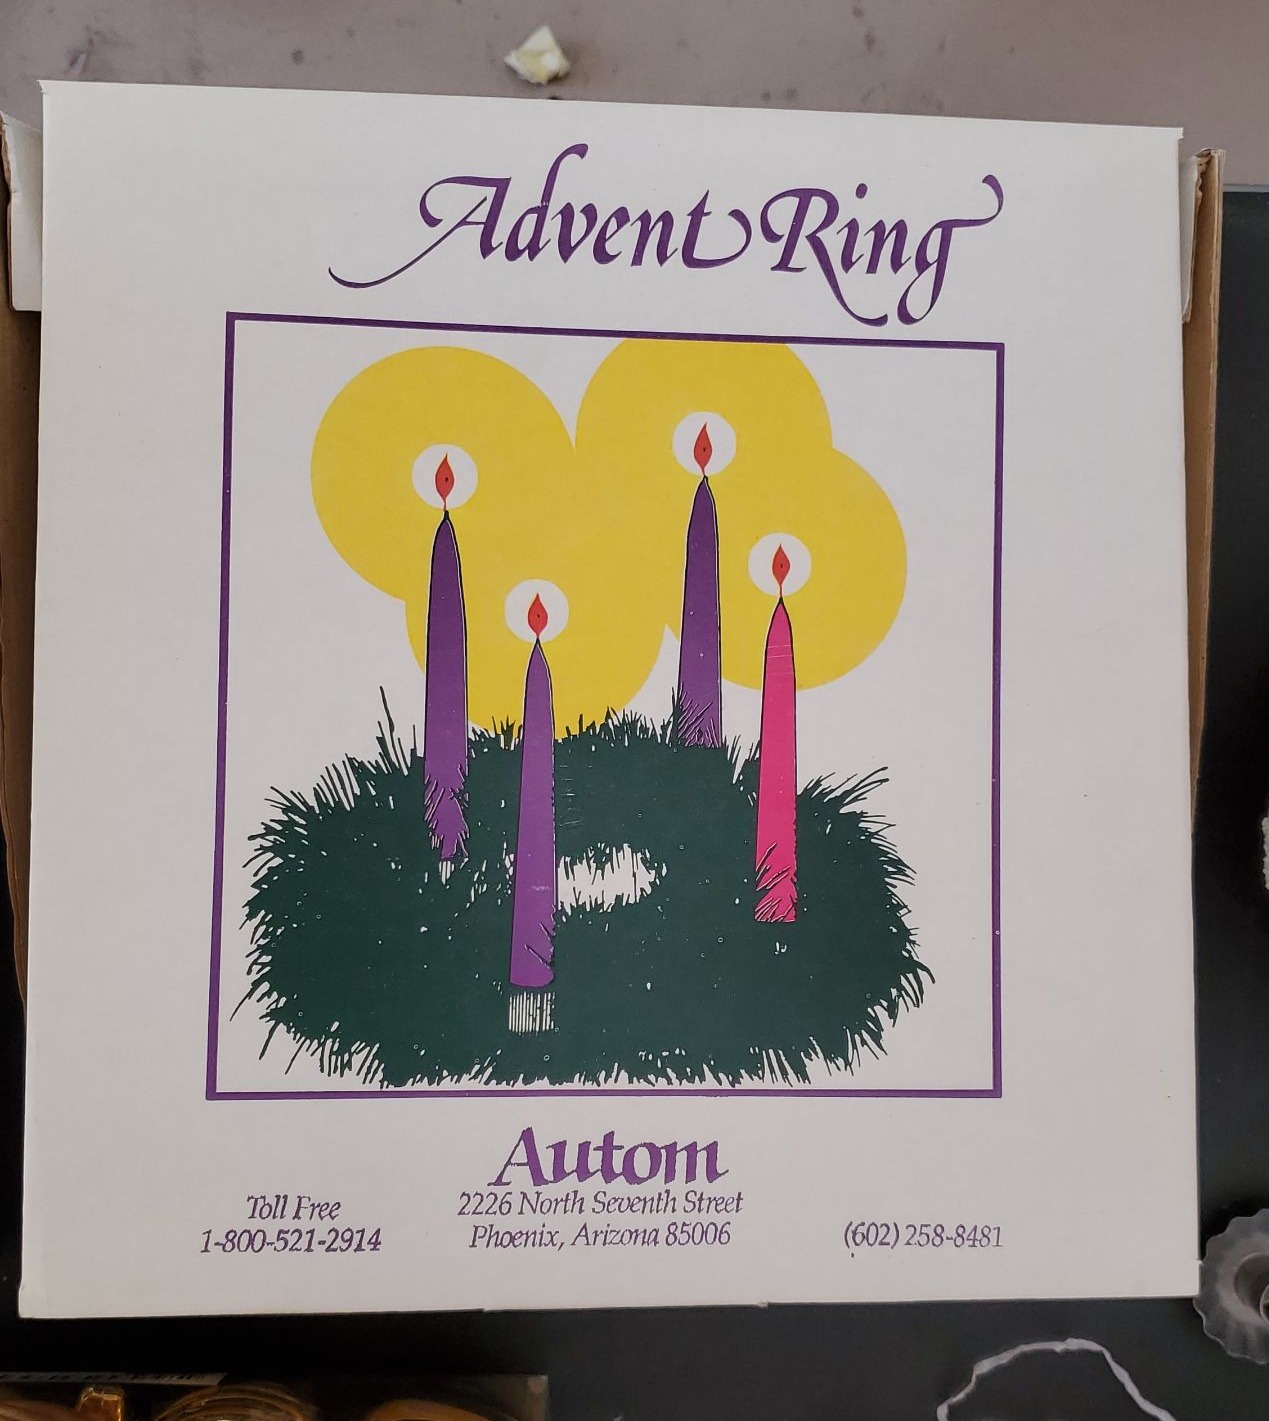 Advent Ring
Autom
2226 North Seventh Street
Phoenix, Arizona 85006
Toll Free
1-800-521-2914
(602) 258-8481